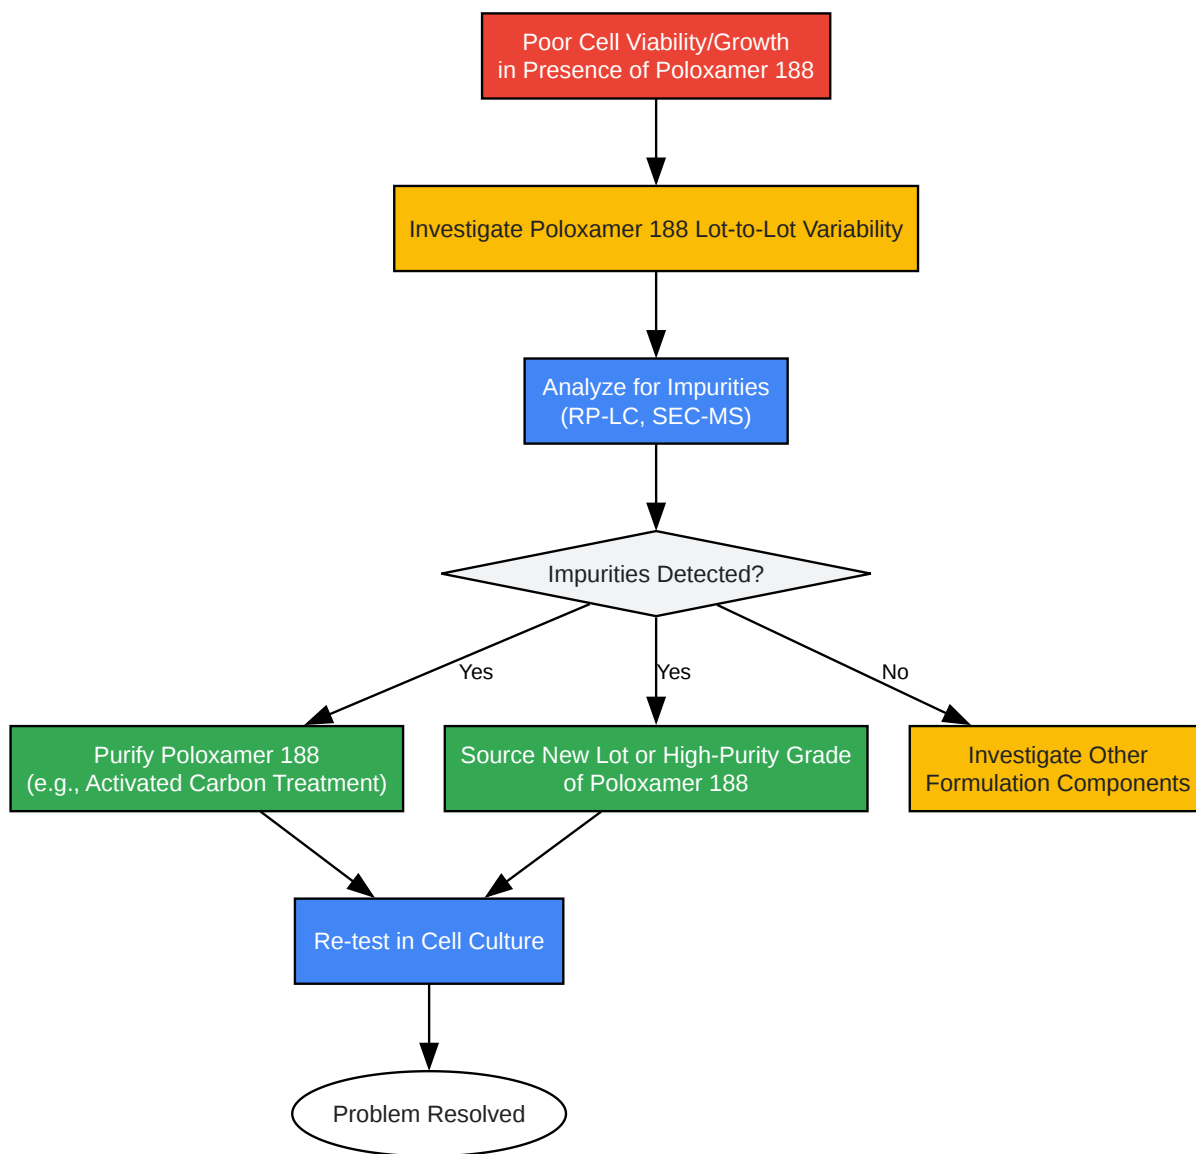 Poor Cell Viability/Growth
in Presence of Poloxamer 188
Investigate Poloxamer 188 Lot-to-Lot Variability
Analyze for Impurities
(RP-LC, SEC-MS)
Impurities Detected?
Yes
Yes
No
Purify Poloxamer 188
(e.g., Activated Carbon Treatment)
Source New Lot or High-Purity Grade
of Poloxamer 188
Investigate Other
Formulation Components
Re-test in Cell Culture
Problem Resolved